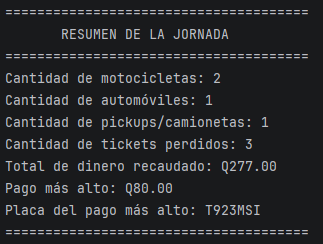 ======================================
RESUMEN DE LA JORNADA
======================================
Cantidad de motocicletas: 2
Cantidad de automóviles: 1
Cantidad de pickups/camionetas: 1
Cantidad de tickets perdidos: 3
Total de dinero recaudado: Q277.00
Pago más alto: Q80.00
Placa del pago más alto: T923MSI
======================================